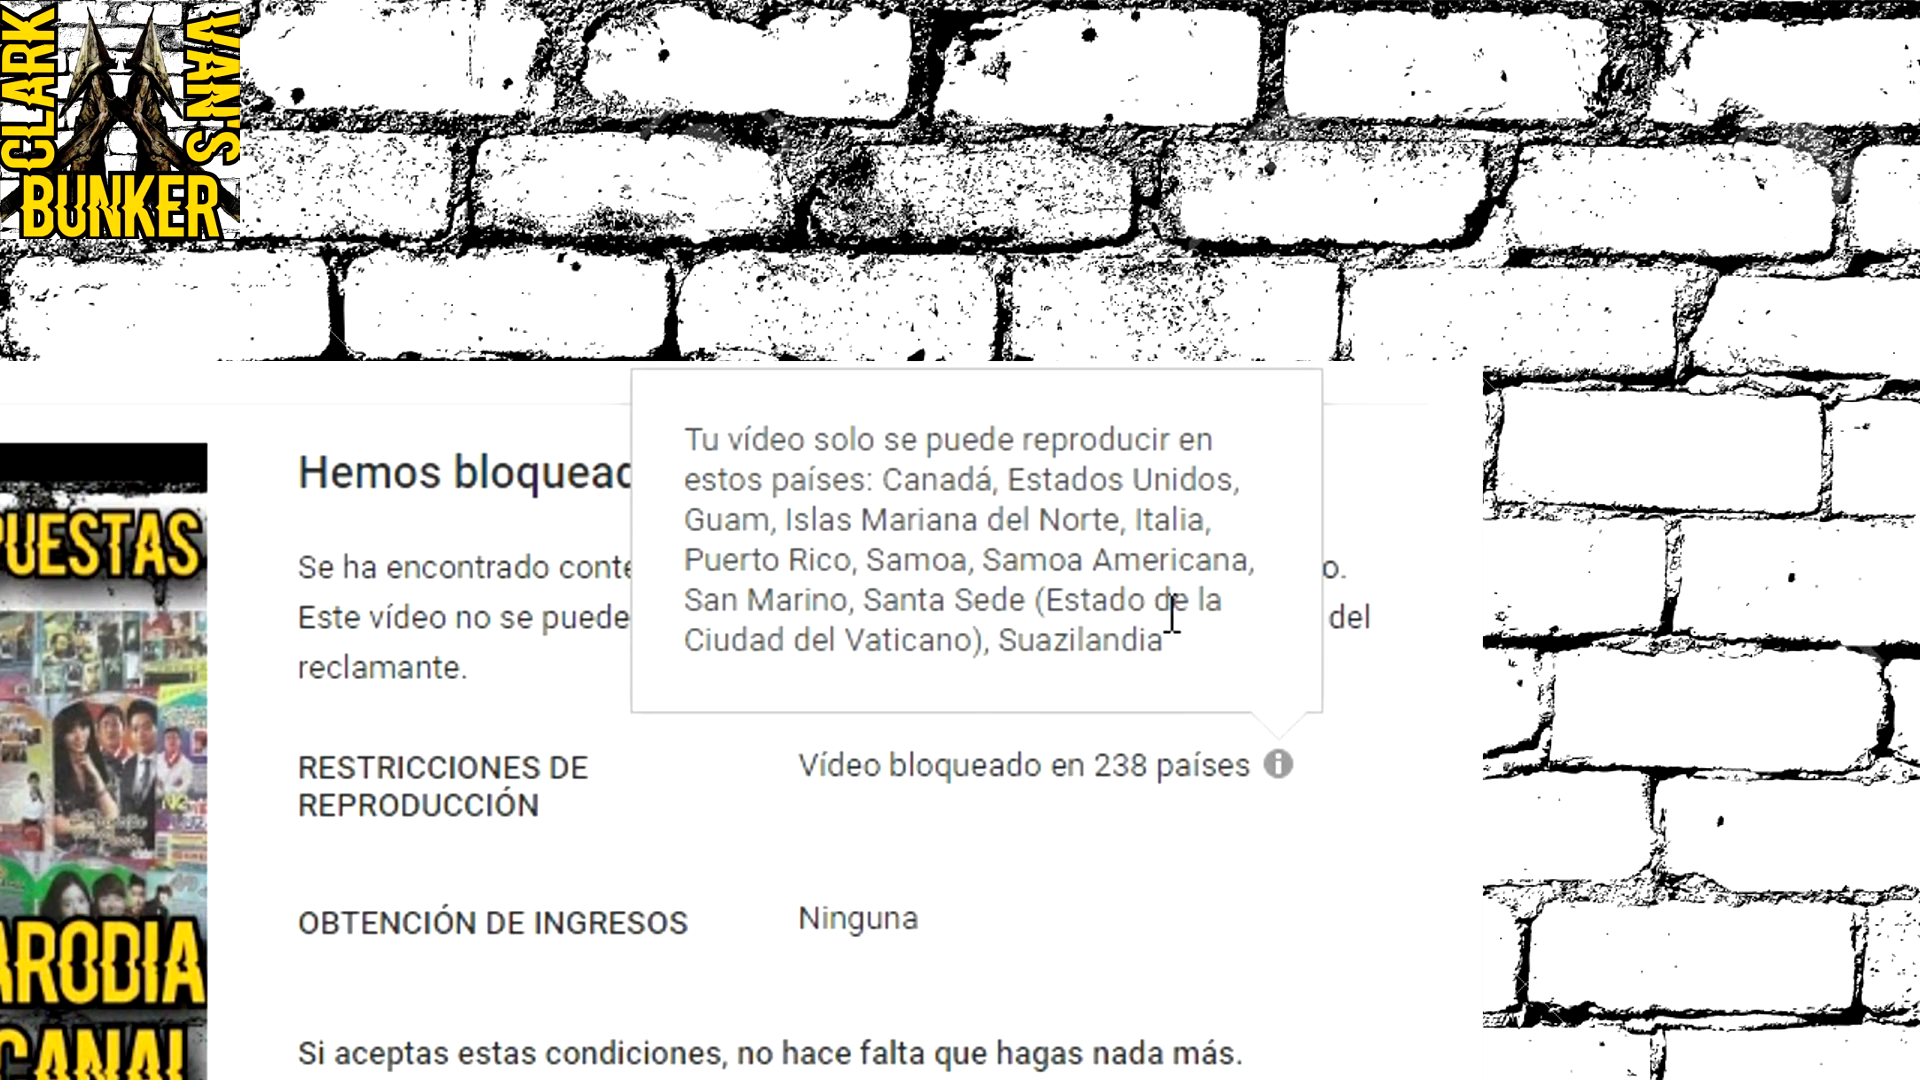 CLARK
VAN'S
BUNKER
Tu vídeo solo se puede reproducir en
estos países: Canadá, Estados Unidos,
Guam, Islas Mariana del Norte, Italia,
Puerto Rico, Samoa, Samoa Americana,
San Marino, Santa Sede (Estado de la
Ciudad del Vaticano), Suazilandia
Hemos bloquead
Se ha encontrado conte o.
Este vídeo no se puede del
reclamante.
RESTRICCIONES DE
REPRODUCCIÓN
Vídeo bloqueado en 238 países
OBTENCIÓN DE INGRESOS
Ninguna
Si aceptas estas condiciones, no hace falta que hagas nada más.
PUESTAS
ARODIA
CANAL